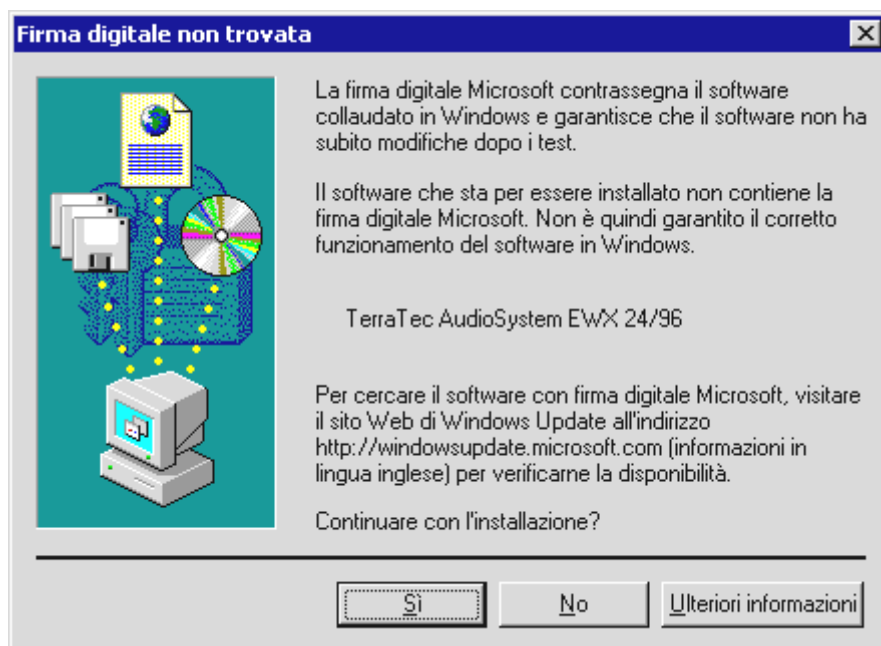 Firma digitale non trovata
La firma digitale Microsoft contrassegna il software
collaudato in Windows e garantisce che il software non ha
subito modifiche dopo i test.
Il software che sta per essere installato non contiene la
firma digitale Microsoft. Non è quindi garantito il corretto
funzionamento del software in Windows.
TerraTec AudioSystem EWX 24/96
Per cercare il software con firma digitale Microsoft, visitare
il sito Web di Windows Update all'indirizzo
http://windowsupdate.microsoft.com (informazioni in
lingua inglese) per verificarne la disponibilità.
Continuare con l'installazione?
Sì
No
Ulteriori informazioni